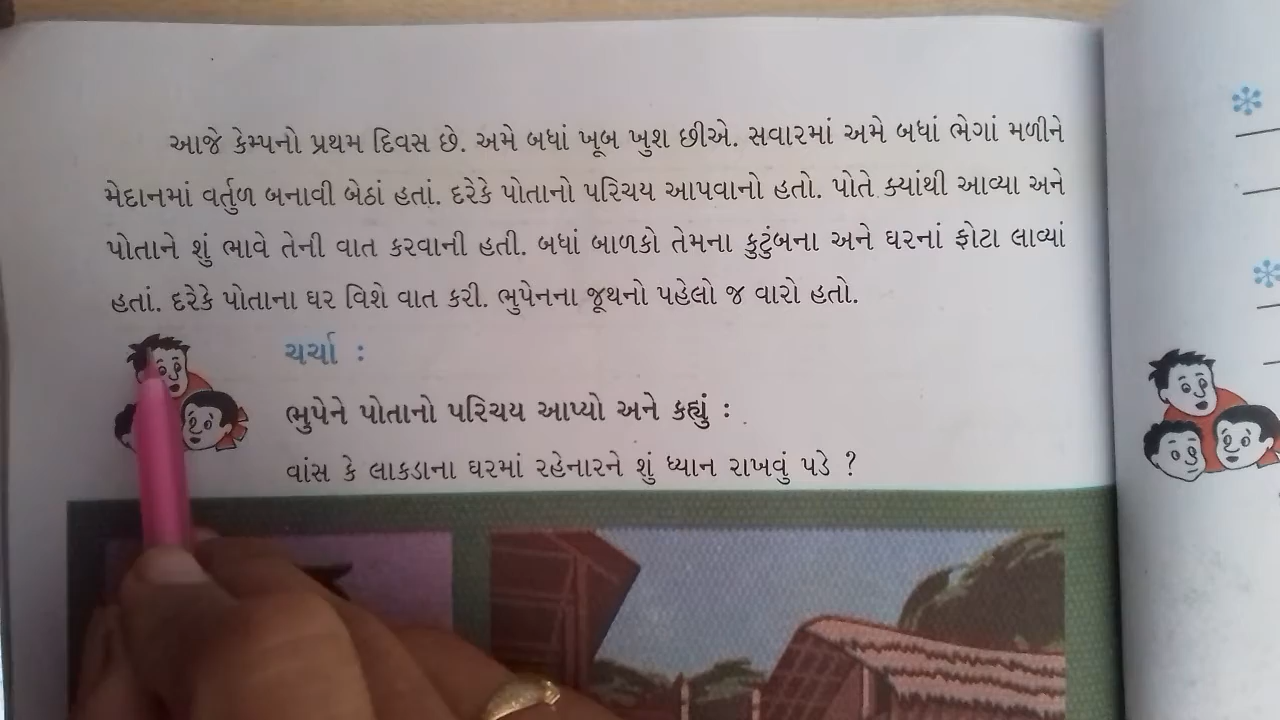 આજે કેમ્પનો પ્રથમ દિવસ છે. અમે બધાં ખૂબ ખુશ છીએ. સવારમાં અમે બધાં ભેગાં મળીને
મેદાનમાં વર્તુળ બનાવી બેઠાં હતાં. દરેકે પોતાનો પરિચય આપવાનો હતો. પોતે ક્યાંથી આવ્યા અને
પોતાને શું ભાવે તેની વાત કરવાની હતી. બધાં બાળકો તેમના કુટુંબના અને ઘરનાં ફોટા લાવ્યાં
હતાં. દરેકે પોતાના ઘર વિશે વાત કરી. ભુપેનના જૂથનો પહેલો જ વારો હતો.
ચર્ચા :
ભુપેને પોતાનો પરિચય આપ્યો અને કહ્યું :
વાંસ કે લાકડાના ઘરમાં રહેનારને શું ધ્યાન રાખવું પડે ?